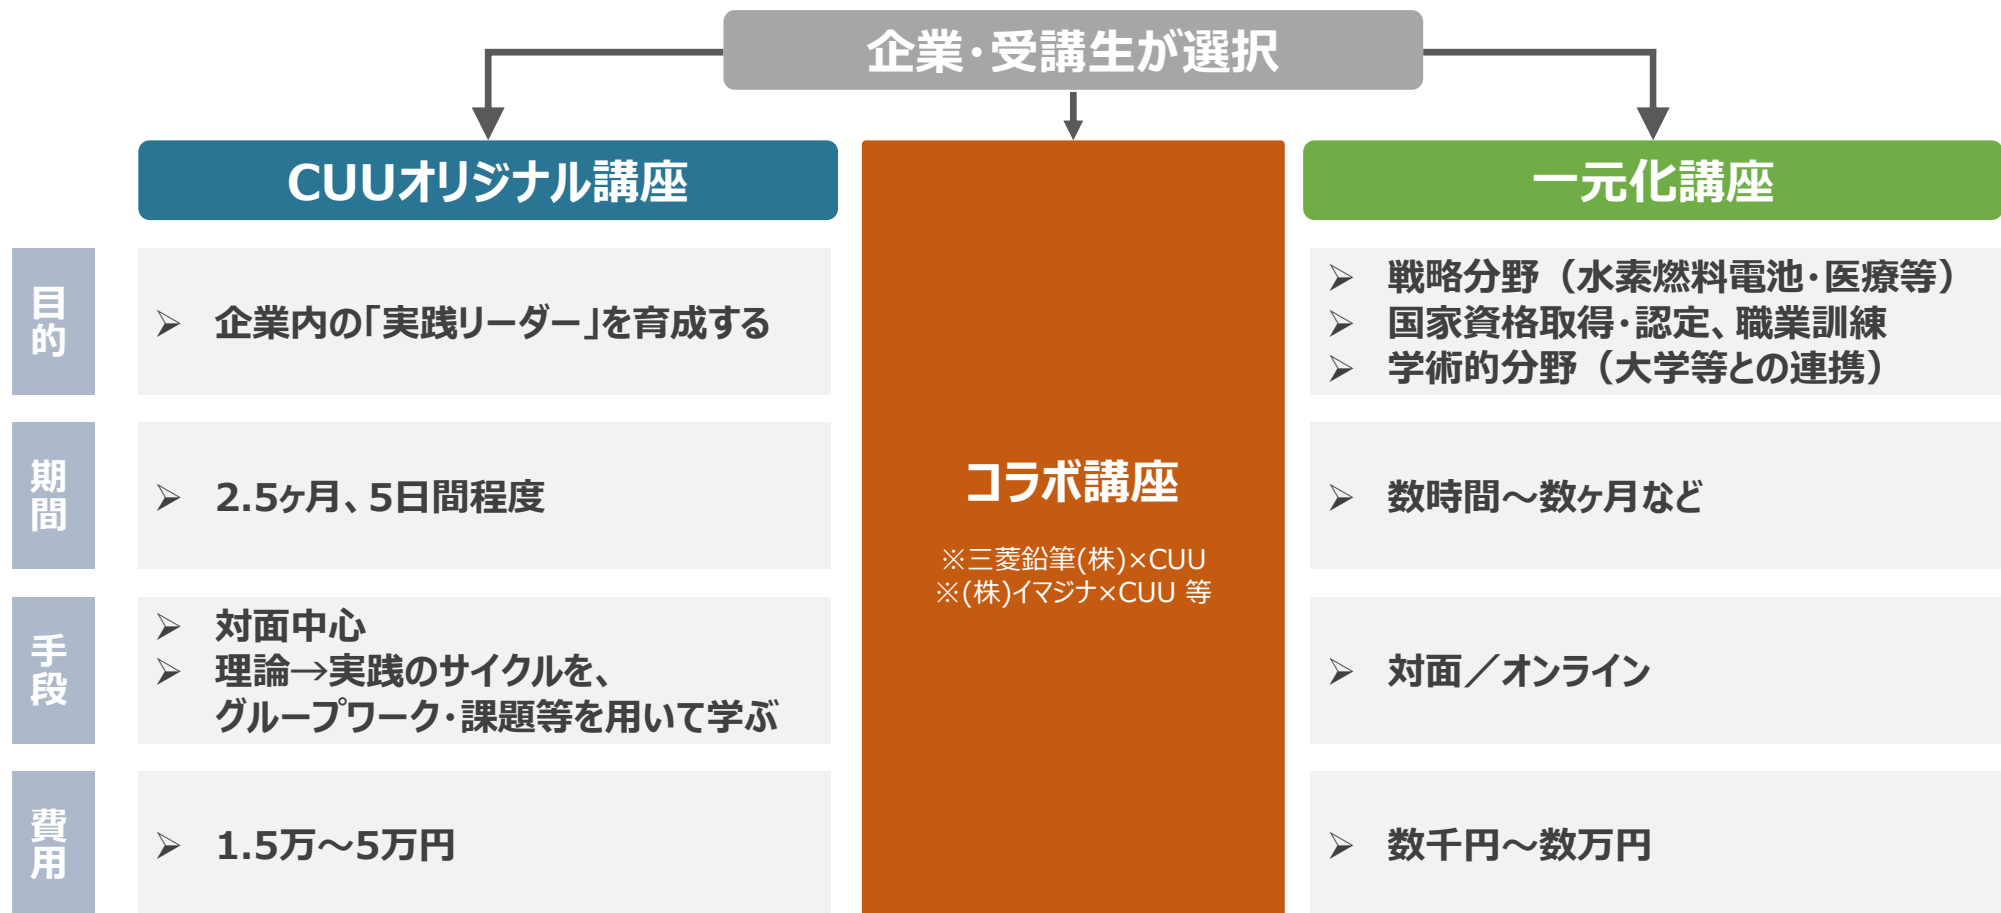 企業・受講生が選択
CUUオリジナル講座
一元化講座
目的
➢ 企業内の「実践リーダー」を育成する
➢ 戦略分野（水素燃料電池・医療等）
➢ 国家資格取得・認定、職業訓練
➢ 学術的分野（大学等との連携）
期間
➢ 2.5ヶ月、5日間程度
コラボ講座
※三菱鉛筆(株)×CUU
※(株)イマジナ×CUU 等
➢ 数時間～数ヶ月など
手段
➢ 対面中心
➢ 理論→実践のサイクルを、
グループワーク・課題等を用いて学ぶ
➢ 対面／オンライン
費用
➢ 1.5万～5万円
➢ 数千円～数万円